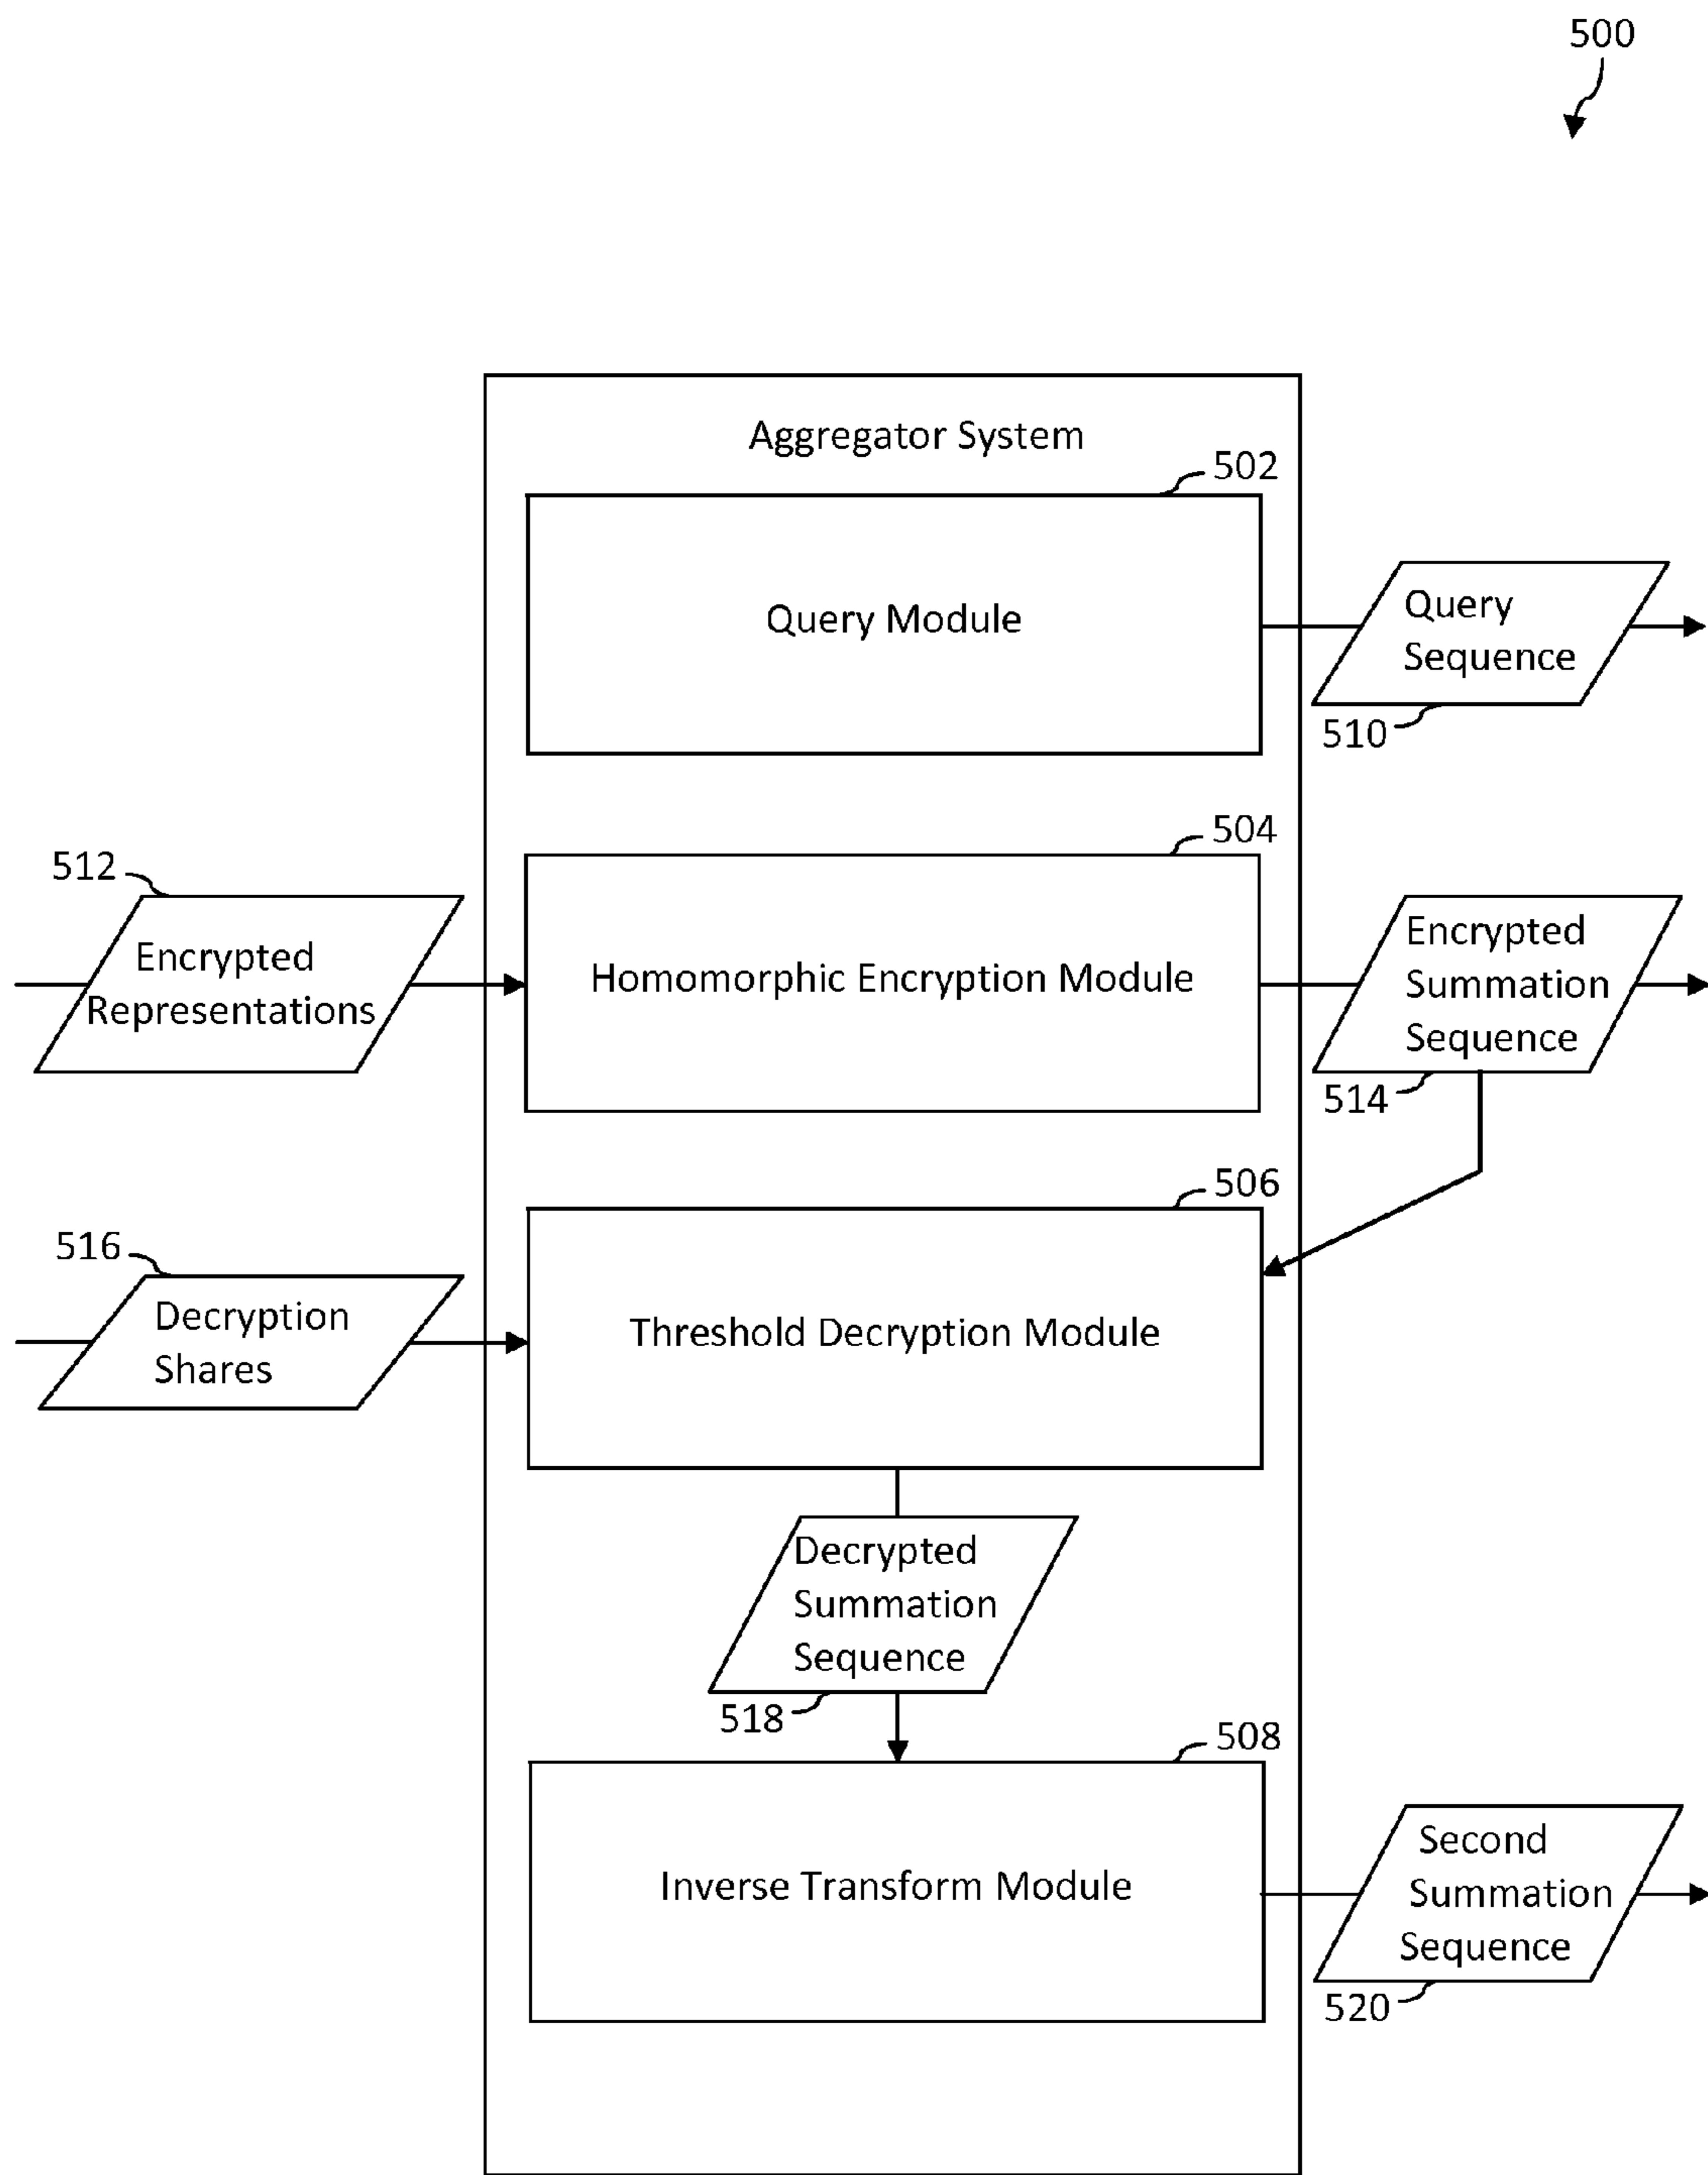 500
Aggregator System
502
Query Module
Query
Sequence
510
504
512
Encrypted
Representations
Homomorphic Encryption Module
Encrypted
Summation
Sequence
514
506
516
Decryption
Shares
Threshold Decryption Module
Decrypted
Summation
Sequence
518
508
Inverse Transform Module
Second
Summation
Sequence
520